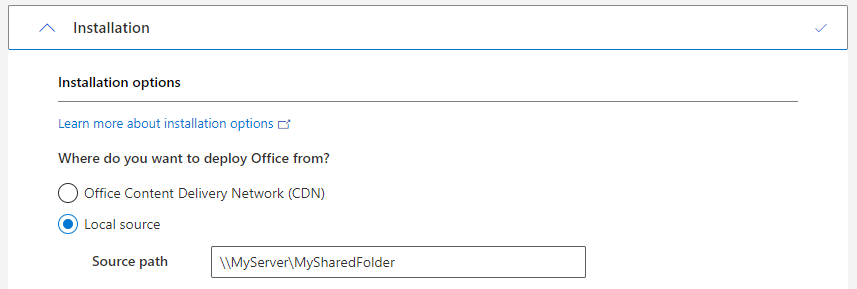 Installation
Installation options
Learn more about installation options
Where do you want to deploy Office from?
Office Content Delivery Network (CDN)
Local source
Source path \\MyServer\MySharedFolder